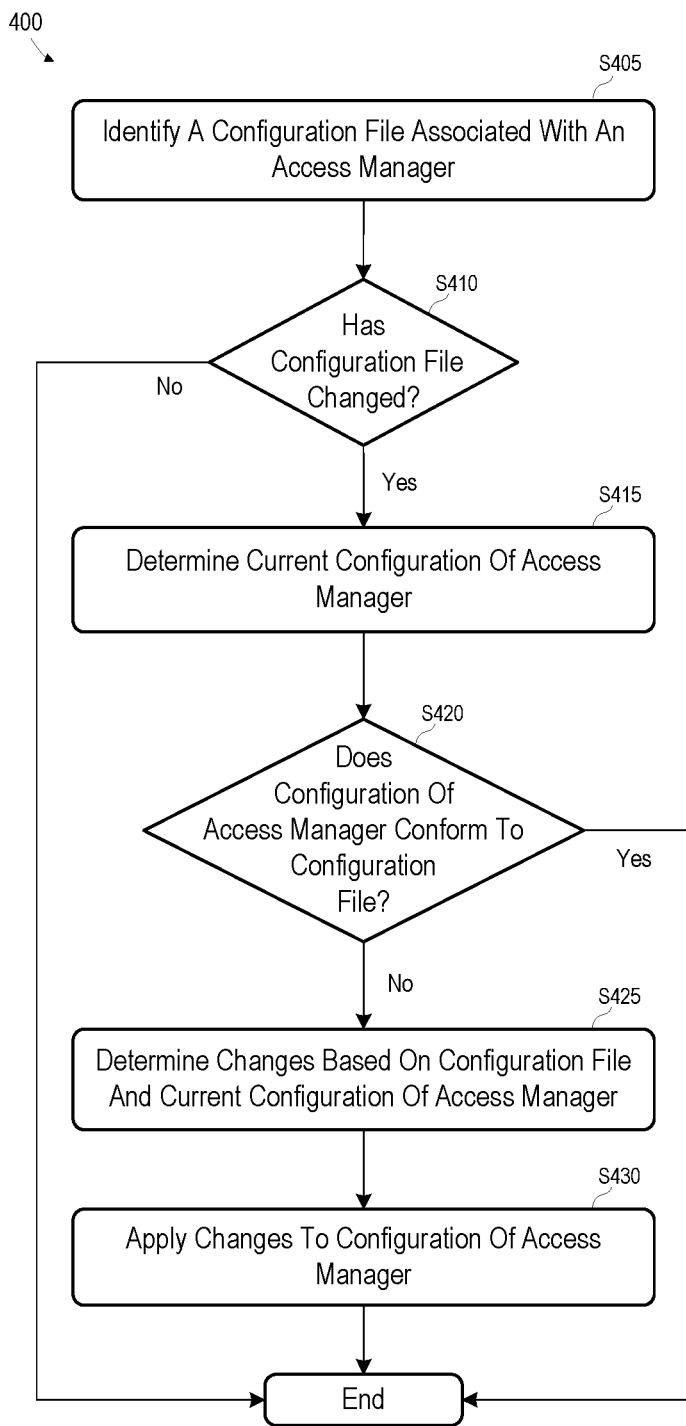 400
S405
Identify A Configuration File Associated With An
Access Manager
S410
Has
Configuration File
Changed?
No
Yes
S415
Determine Current Configuration Of Access
Manager
S420
Does
Configuration Of
Access Manager Conform To
Configuration
File?
Yes
No
S425
Determine Changes Based On Configuration File
And Current Configuration Of Access Manager
S430
Apply Changes To Configuration Of Access
Manager
End